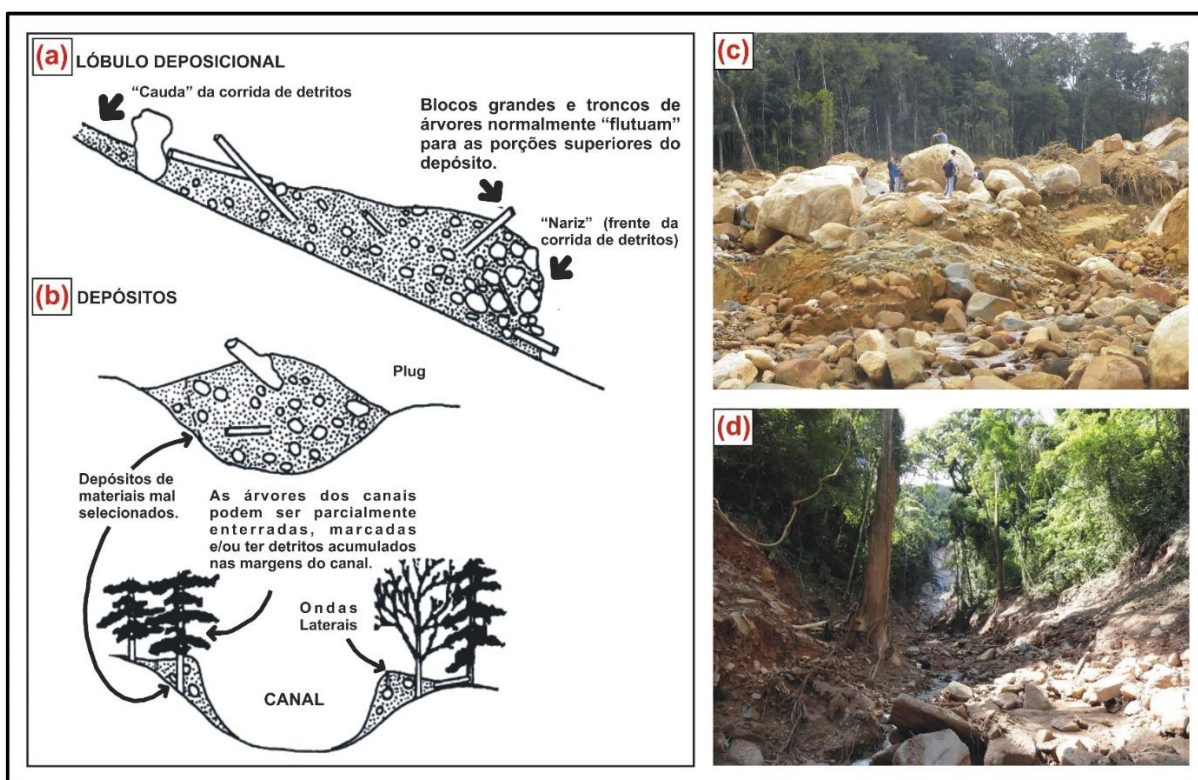 (a) LÓBULO DEPOSICIONAL
“Cauda” da corrida de detritos
Blocos grandes e troncos de
árvores normalmente “flutuam”
para as porções superiores do
depósito.
“Nariz” (frente da
corrida de detritos)
(b) DEPÓSITOS
Plug
Depósitos de
materiais mal
selecionados.
As árvores dos canais
podem ser parcialmente
enterradas, marcadas
e/ou ter detritos acumulados
nas margens do canal.
Ondas
Laterais
CANAL
(c)
(d)